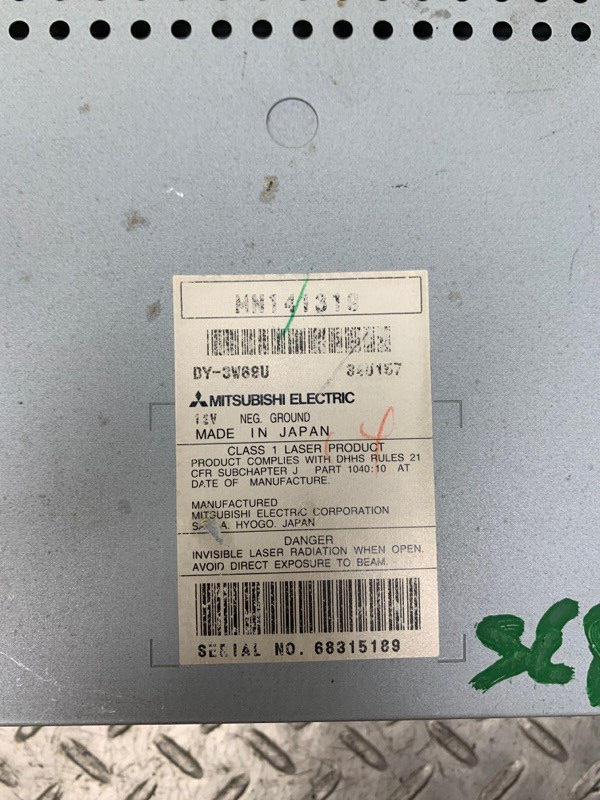 MN141318
DY-3W69U 340157
MITSUBISHI ELECTRIC
12V NEG. GROUND
MADE IN JAPAN
CLASS 1 LASER PRODUCT
PRODUCT COMPLIES WITH DHHS RULES 21
CFR SUBCHAPTER J PART 1040:10 AT
DATE OF MANUFACTURE.
MANUFACTURED
MITSUBISHI ELECTRIC CORPORATION
HYOGO. JAPAN
DANGER
INVISIBLE LASER RADIATION WHEN OPEN.
AVOID DIRECT EXPOSURE TO BEAM.
SERIAL NO. 68315189